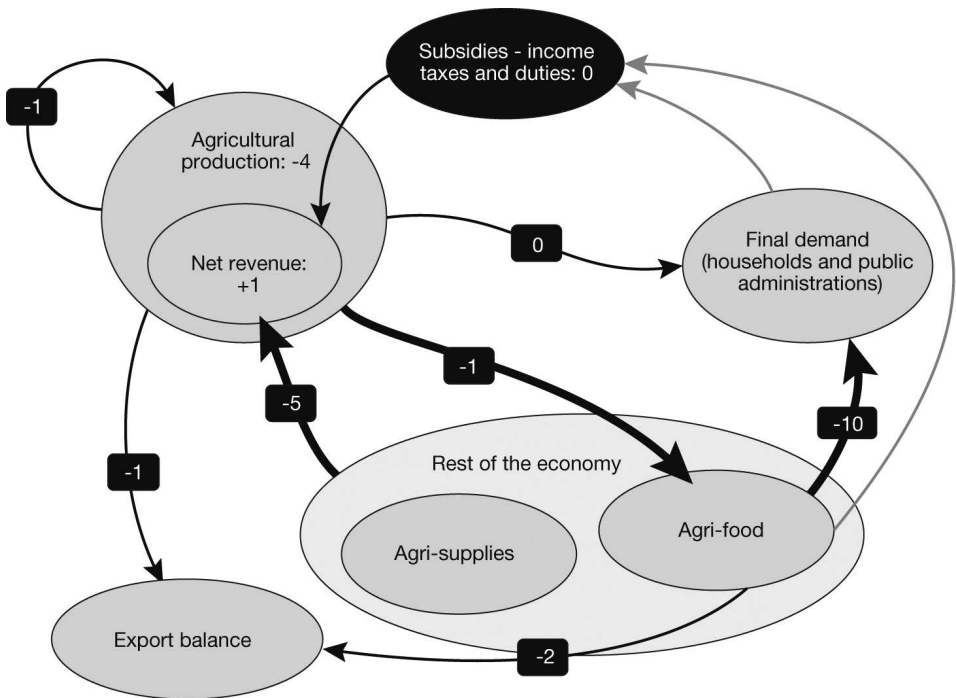 Subsidies - income
taxes and duties: 0
-1
Agricultural
production: -4
Net revenue:
+1
0
Final demand
(households and public
administrations)
-1
-5
-10
Rest of the economy
-1
Agri-supplies
Agri-food
Export balance
-2